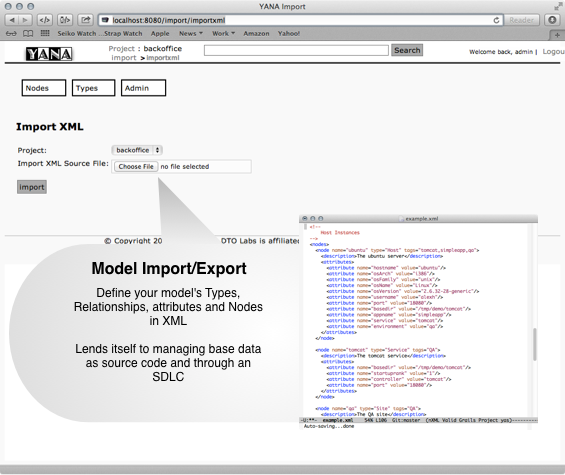 YANA Import
localhost:8080/import/importxml
Reader
Seiko Watch ...Strap Watch Apple News Work Amazon Yahoo!
YANA
Project : backoffice
import > importxml
Search
Welcome back, admin | Logou
Nodes
Types
Admin
Import XML
Project:
backoffice
Import XML Source File:
Choose File no file selected
import
© Copyright 20 DTO Labs is affiliated
Model Import/Export
Define your model's Types,
Relationships, attributes and Nodes
in XML
Lends itself to managing base data
as source code and through an
SDLC
example.xml
<!--
Host Instances
-->
<nodes>
<node name="ubuntu" type="Host" tags="tomcat,simpleapp,qa">
<description>The ubuntu server</description>
<attributes>
<attribute name="hostname" value="ubuntu"/>
<attribute name="osArch" value="i386"/>
<attribute name="osFamily" value="unix"/>
<attribute name="osName" value="Linux"/>
<attribute name="osVersion" value="2.6.32-28-generic"/>
<attribute name="username" value="alexh"/>
<attribute name="port" value="18080"/>
<attribute name="basedir" value="/tmp/demo/tomcat"/>
<attribute name="appname" value="simpleapp"/>
<attribute name="service" value="tomcat"/>
<attribute name="environment" value="qa"/>
</attributes>
</node>
<node name="tomcat" type="Service" tags="QA">
<description>The tomcat service</description>
<attributes>
<attribute name="basedir" value="/tmp/demo/tomcat"/>
<attribute name="startuprank" value="1"/>
<attribute name="controller" value="tomcat"/>
<attribute name="port" value="18080"/>
</attributes>
</node>
<node name="qa" type="Site" tags="QA">
<description>The QA site</description>
-U:**- example.xml 54% L106 Git:master (nXML Valid Grails Project yas)----------
Auto-saving...done